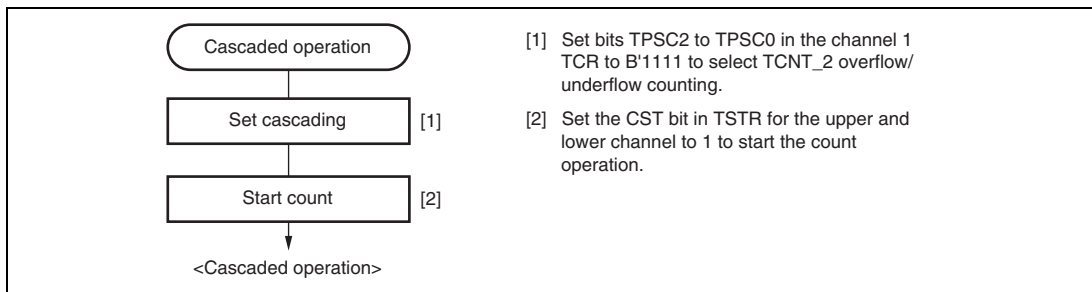 Cascaded operation
Set cascading
[1]
Start count
[2]
<Cascaded operation>
[1] Set bits TPSC2 to TPSC0 in the channel 1
TCR to B'1111 to select TCNT_2 overflow/
underflow counting.
[2] Set the CST bit in TSTR for the upper and
lower channel to 1 to start the count
operation.